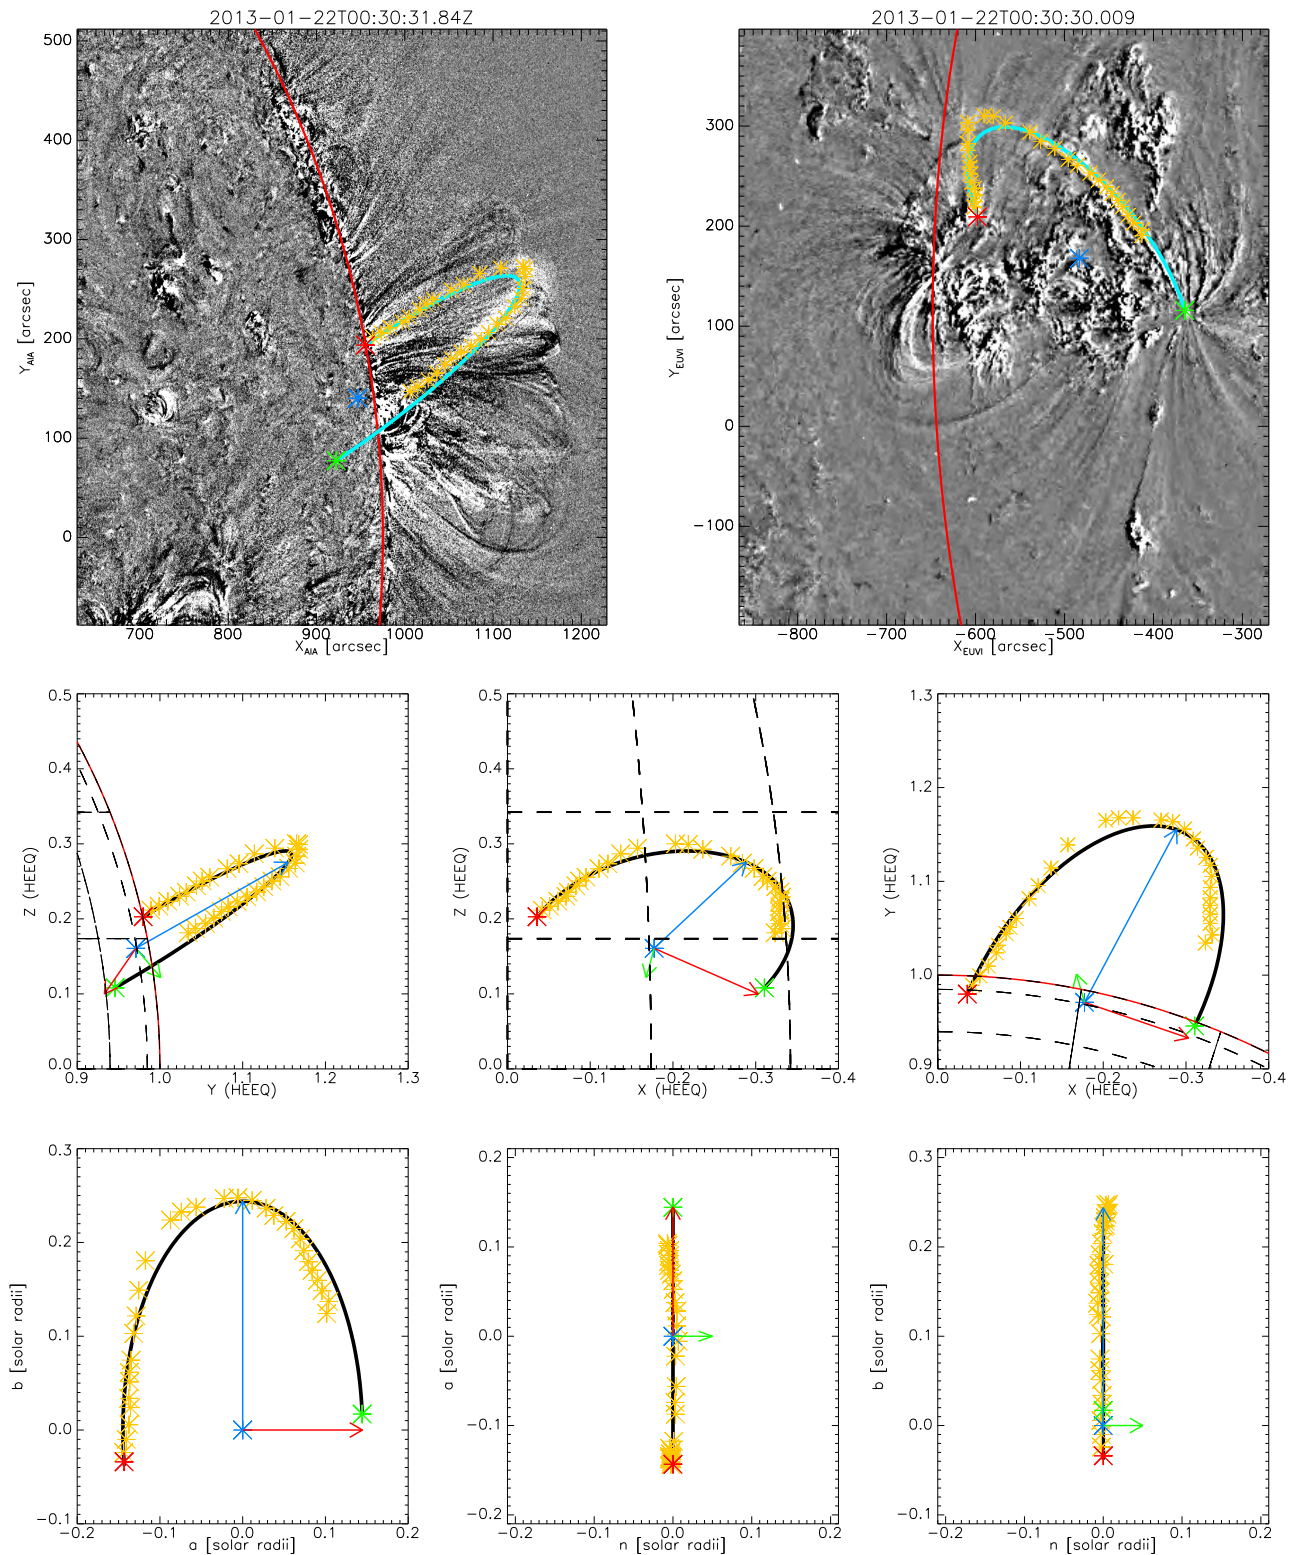 2013-01-22T00:30:31.84Z
2013-01-22T00:30:30.009
500
400
300
200
100
0
Y_AIA [arcsec]
700 800 900 1000 1100 1200
X_AIA [arcsec]
300
200
100
0
-100
Y_EUVI [arcsec]
-800 -700 -600 -500 -400 -300
X_EUVI [arcsec]
0.5
0.4
0.3
0.2
0.1
0.0
Z (HEEQ)
0.9 1.0 1.1 1.2 1.3
Y (HEEQ)
0.5
0.4
0.3
0.2
0.1
0.0
Z (HEEQ)
0.0 -0.1 -0.2 -0.3 -0.4
X (HEEQ)
1.3
1.2
1.1
1.0
0.9
Y (HEEQ)
0.0 -0.1 -0.2 -0.3 -0.4
X (HEEQ)
0.3
0.2
0.1
0.0
-0.1
b [solar radii]
-0.2 -0.1 0.0 0.1 0.2
a [solar radii]
0.2
0.1
0.0
-0.1
-0.2
a [solar radii]
-0.2 -0.1 0.0 0.1 0.2
n [solar radii]
0.3
0.2
0.1
0.0
-0.1
b [solar radii]
-0.2 -0.1 0.0 0.1 0.2
n [solar radii]